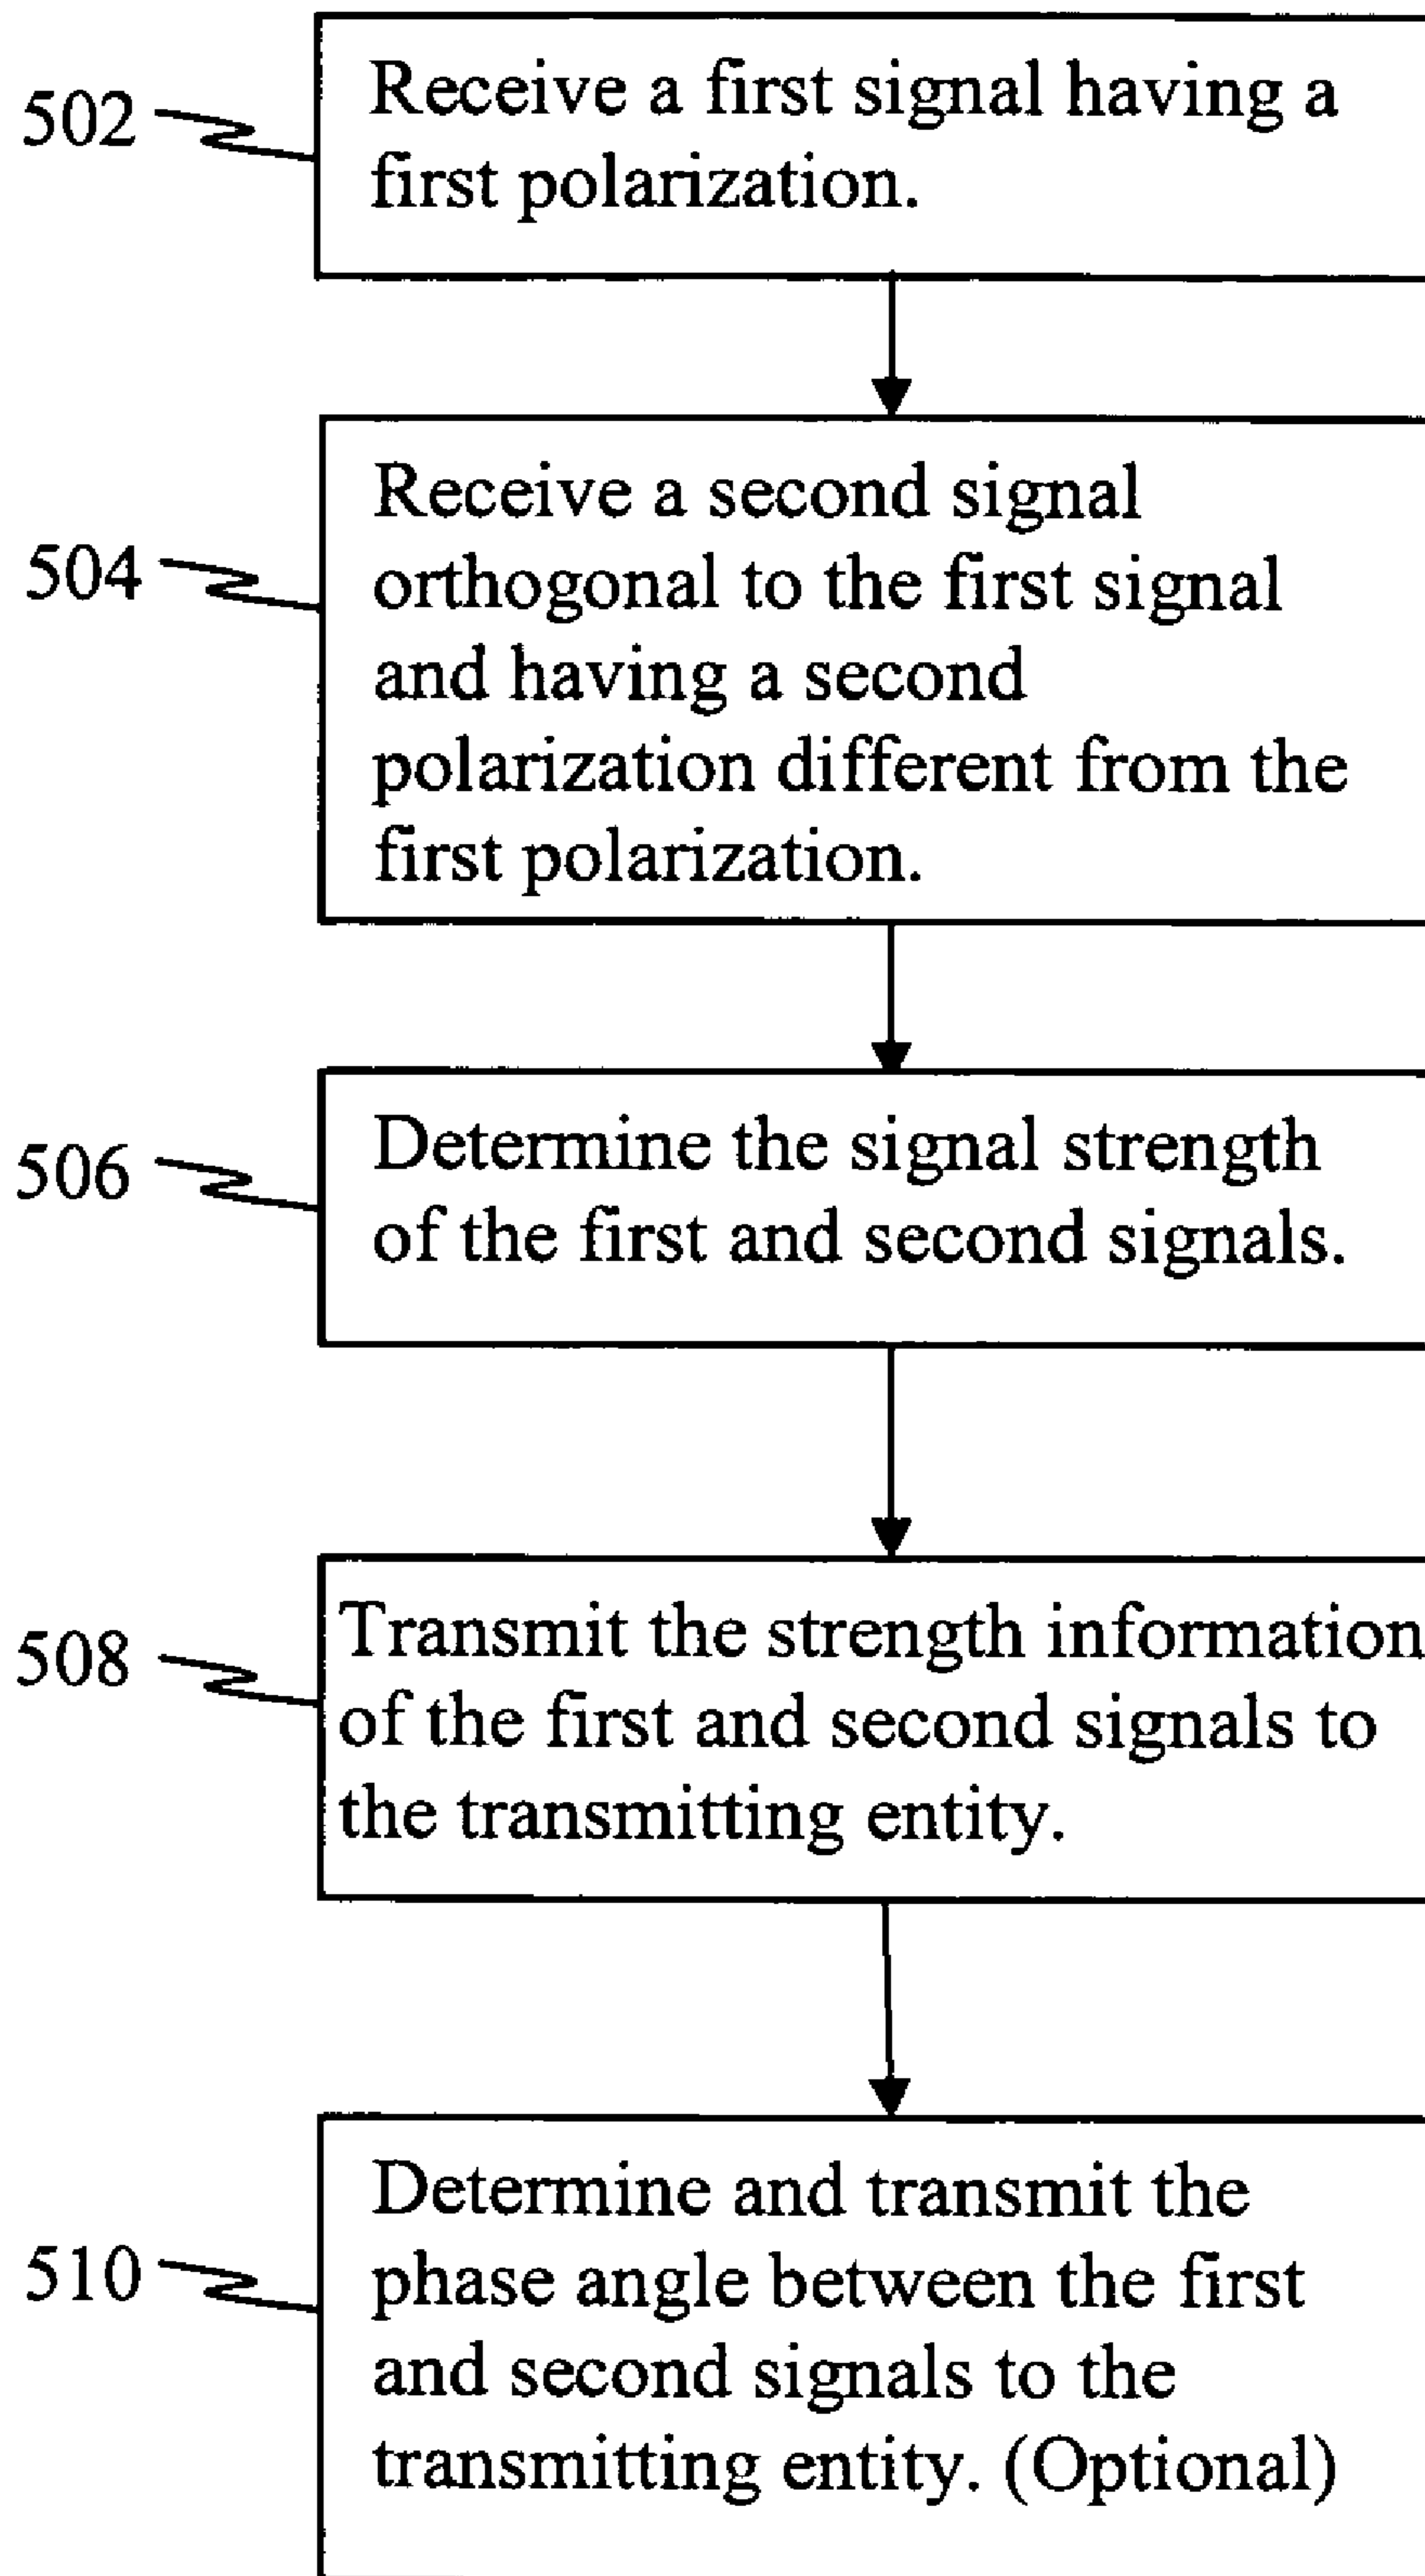 502
Receive a first signal having a
first polarization.
504
Receive a second signal
orthogonal to the first signal
and having a second
polarization different from the
first polarization.
506
Determine the signal strength
of the first and second signals.
508
Transmit the strength information
of the first and second signals to
the transmitting entity.
510
Determine and transmit the
phase angle between the first
and second signals to the
transmitting entity. (Optional)